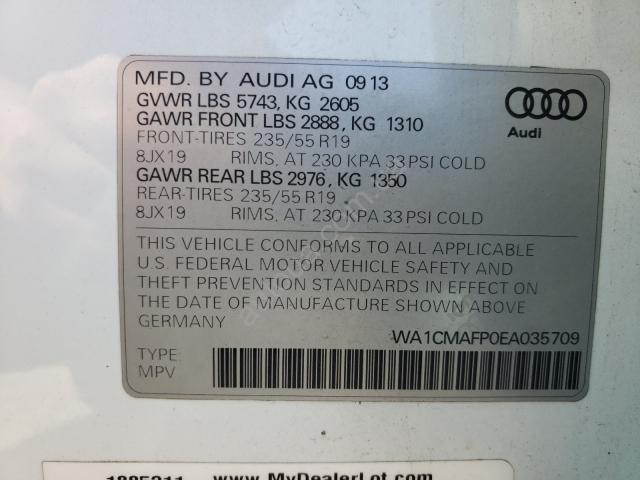 MFD. BY AUDI AG 09 13
GVWR LBS 5743, KG 2605
GAWR FRONT LBS 2888, KG 1310
FRONT-TIRES 235/55 R19
8JX19 RIMS, AT 230 KPA 33 PSI COLD
GAWR REAR LBS 2976, KG 1350
REAR-TIRES 235/55 R19
8JX19 RIMS, AT 230 KPA 33 PSI COLD
Audi
THIS VEHICLE CONFORMS TO ALL APPLICABLE
U.S. FEDERAL MOTOR VEHICLE SAFETY AND
THEFT PREVENTION STANDARDS IN EFFECT ON
THE DATE OF MANUFACTURE SHOWN ABOVE
GERMANY
WA1CMAFP0EA035709
TYPE
MPV
www.MyDealerLot.com